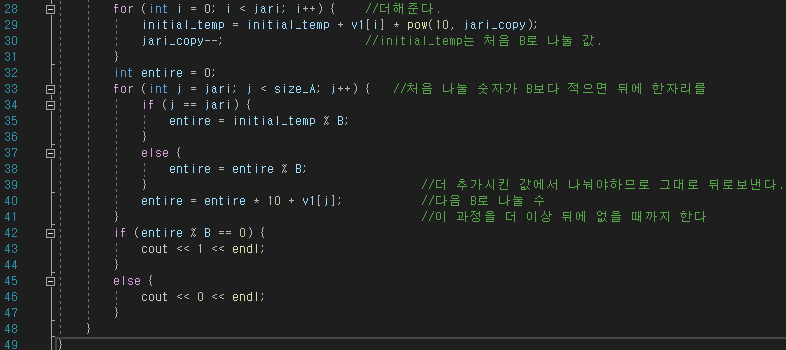 28 for (int i = 0; i < jari; i++) { //더해준다.
29 initial_temp = initial_temp + v1[i] * pow(10, jari_copy);
30 jari_copy--; //initial_temp는 처음 B로 나눌 값.
31 }
32 int entire = 0;
33 for (int j = jari; j < size_A; j++) { //처음 나눌 숫자가 B보다 적으면 뒤에 한자리를
34 if (j == jari) {
35 entire = initial_temp % B;
36 }
37 else {
38 entire = entire % B;
39 } //더 추가시킨 값에서 나눠야하므로 그대로 뒤로보낸다.
40 entire = entire * 10 + v1[j]; //다음 B로 나눌 수
41 } //이 과정을 더 이상 뒤에 없을 때까지 한다
42 if (entire % B == 0) {
43 cout << 1 << endl;
44 }
45 else {
46 cout << 0 << endl;
47 }
48 }
49 }